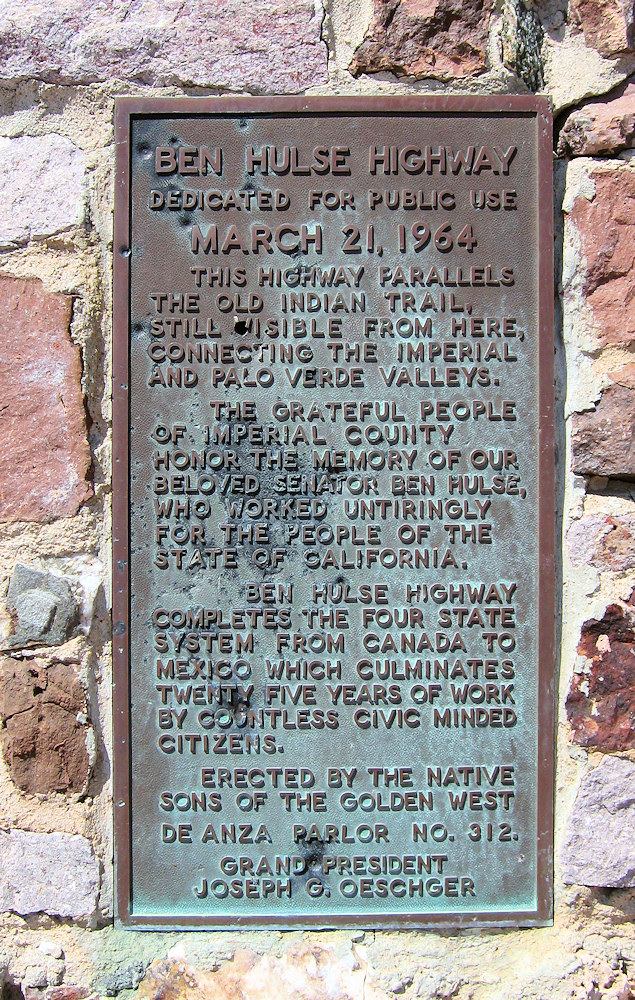 BEN HULSE HIGHWAY
DEDICATED FOR PUBLIC USE
MARCH 21, 1964
THIS HIGHWAY PARALLELS
THE OLD INDIAN TRAIL,
STILL VISIBLE FROM HERE,
CONNECTING THE IMPERIAL
AND PALO VERDE VALLEYS.
THE GRATEFUL PEOPLE
OF IMPERIAL COUNTY
HONOR THE MEMORY OF OUR
BELOVED SENATOR BEN HULSE,
WHO WORKED UNTIRINGLY
FOR THE PEOPLE OF THE
STATE OF CALIFORNIA.
BEN HULSE HIGHWAY
COMPLETES THE FOUR STATE
SYSTEM FROM CANADA TO
MEXICO WHICH CULMINATES
TWENTY FIVE YEARS OF WORK
BY COUNTLESS CIVIC MINDED
CITIZENS.
ERECTED BY THE NATIVE
SONS OF THE GOLDEN WEST
DE ANZA PARLOR NO. 312.
GRAND PRESIDENT
JOSEPH G. OESCHGER